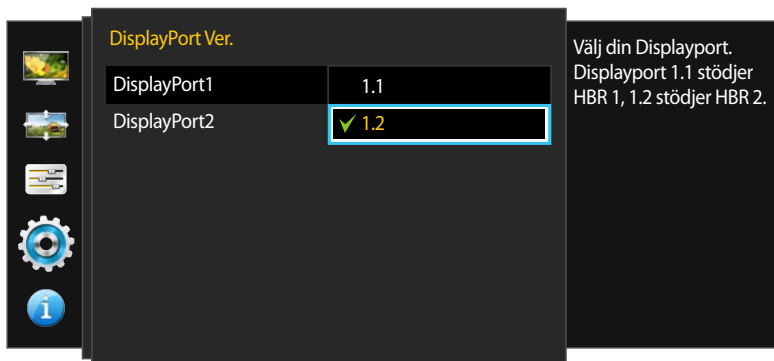 DisplayPort Ver.
DisplayPort1
1.1
DisplayPort2
1.2
Välj din Displayport.
Displayport 1.1 stödjer
HBR 1, 1.2 stödjer HBR 2.